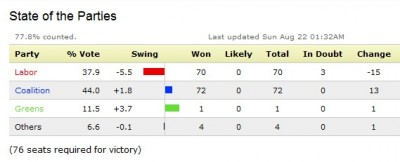 State of the Parties
77.8% counted. Last updated Sun Aug 22 01:32AM
Party % Vote Swing Won Likely Total In Doubt Change
Labor 37.9 -5.5 70 0 70 3 -15
Coalition 44.0 +1.8 72 0 72 0 13
Greens 11.5 +3.7 1 0 1 0 1
Others 6.6 -0.1 4 0 4 0 4
(76 seats required for victory)